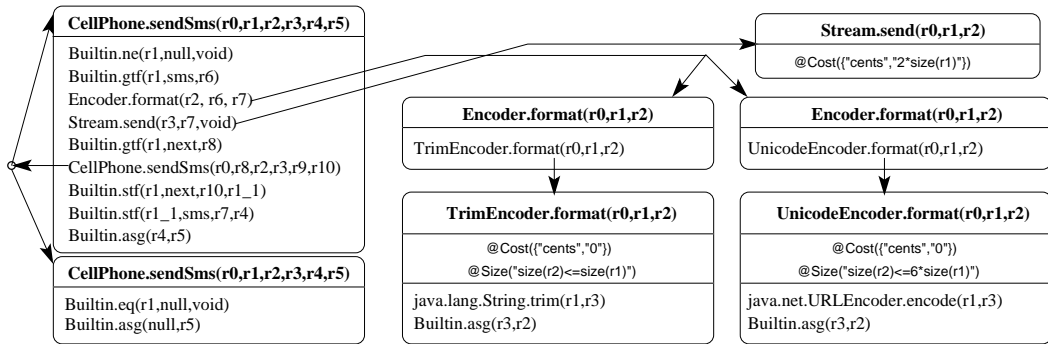 CellPhone.sendSms(r0,r1,r2,r3,r4,r5)
Builtin.ne(r1,null,void)
Builtin.gtf(r1,sms,r6)
Encoder.format(r2, r6, r7)
Stream.send(r3,r7,void)
Builtin.gtf(r1,next,r8)
CellPhone.sendSms(r0,r8,r2,r3,r9,r10)
Builtin.stf(r1,next,r10,r1_1)
Builtin.stf(r1_1,sms,r7,r4)
Builtin.asg(r4,r5)
CellPhone.sendSms(r0,r1,r2,r3,r4,r5)
Builtin.eq(r1,null,void)
Builtin.asg(null,r5)
Stream.send(r0,r1,r2)
@Cost({"cents","2*size(r1)"})
Encoder.format(r0,r1,r2)
TrimEncoder.format(r0,r1,r2)
Encoder.format(r0,r1,r2)
UnicodeEncoder.format(r0,r1,r2)
TrimEncoder.format(r0,r1,r2)
@Cost({"cents","0"})
@Size("size(r2)<=size(r1)")
java.lang.String.trim(r1,r3)
Builtin.asg(r3,r2)
UnicodeEncoder.format(r0,r1,r2)
@Cost({"cents","0"})
@Size("size(r2)<=6*size(r1)")
java.net.URLEncoder.encode(r1,r3)
Builtin.asg(r3,r2)